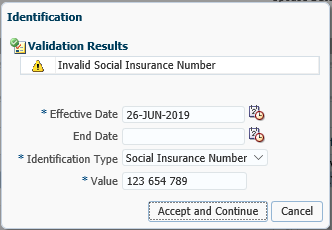 Identification
Validation Results
Invalid Social Insurance Number
* Effective Date 26-JUN-2019
End Date
* Identification Type Social Insurance Number
* Value 123 654 789
Accept and Continue Cancel